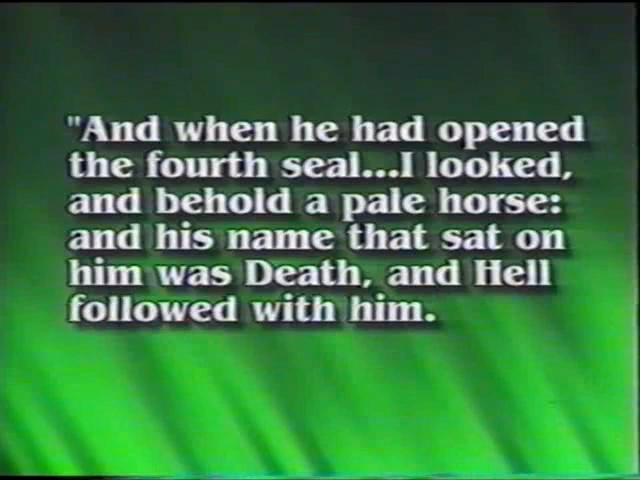 "And when he had opened
the fourth seal...I looked,
and behold a pale horse:
and his name that sat on
him was Death, and Hell
followed with him.